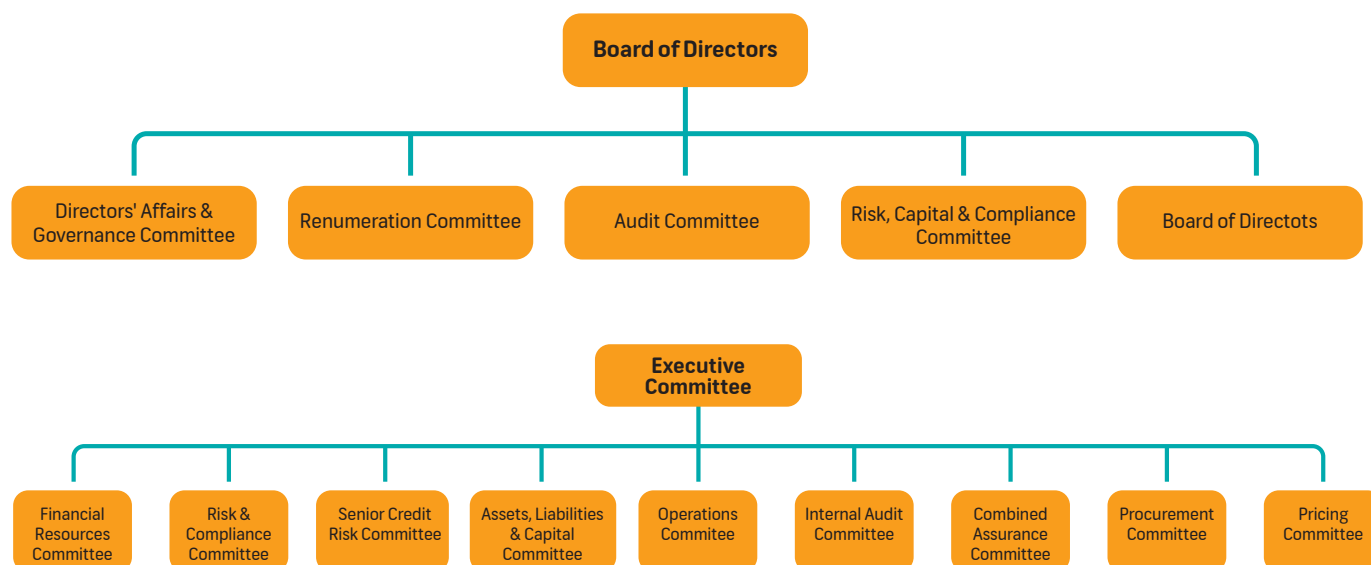 Board of Directors
Directors' Affairs &
Governance Committee
Renumeration Committee
Audit Committee
Risk, Capital & Compliance
Committee
Board of Directots
Executive
Committee
Financial
Resources
Committee
Risk &
Compliance
Committee
Senior Credit
Risk Committee
Assets, Liabilities
& Capital
Committee
Operations
Commitee
Internal Audit
Committee
Combined
Assurance
Committee
Procurement
Committee
Pricing
Committee